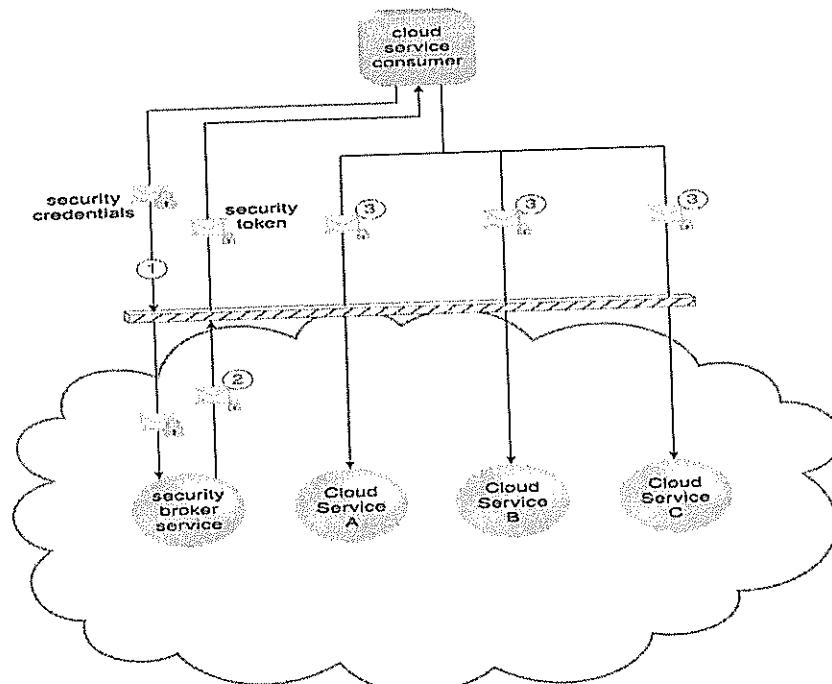 cloud
service
consumer
security
credentials
security
token
3
3
3
1
2
security
broker
service
Cloud
Service
A
Cloud
Service
B
Cloud
Service
C